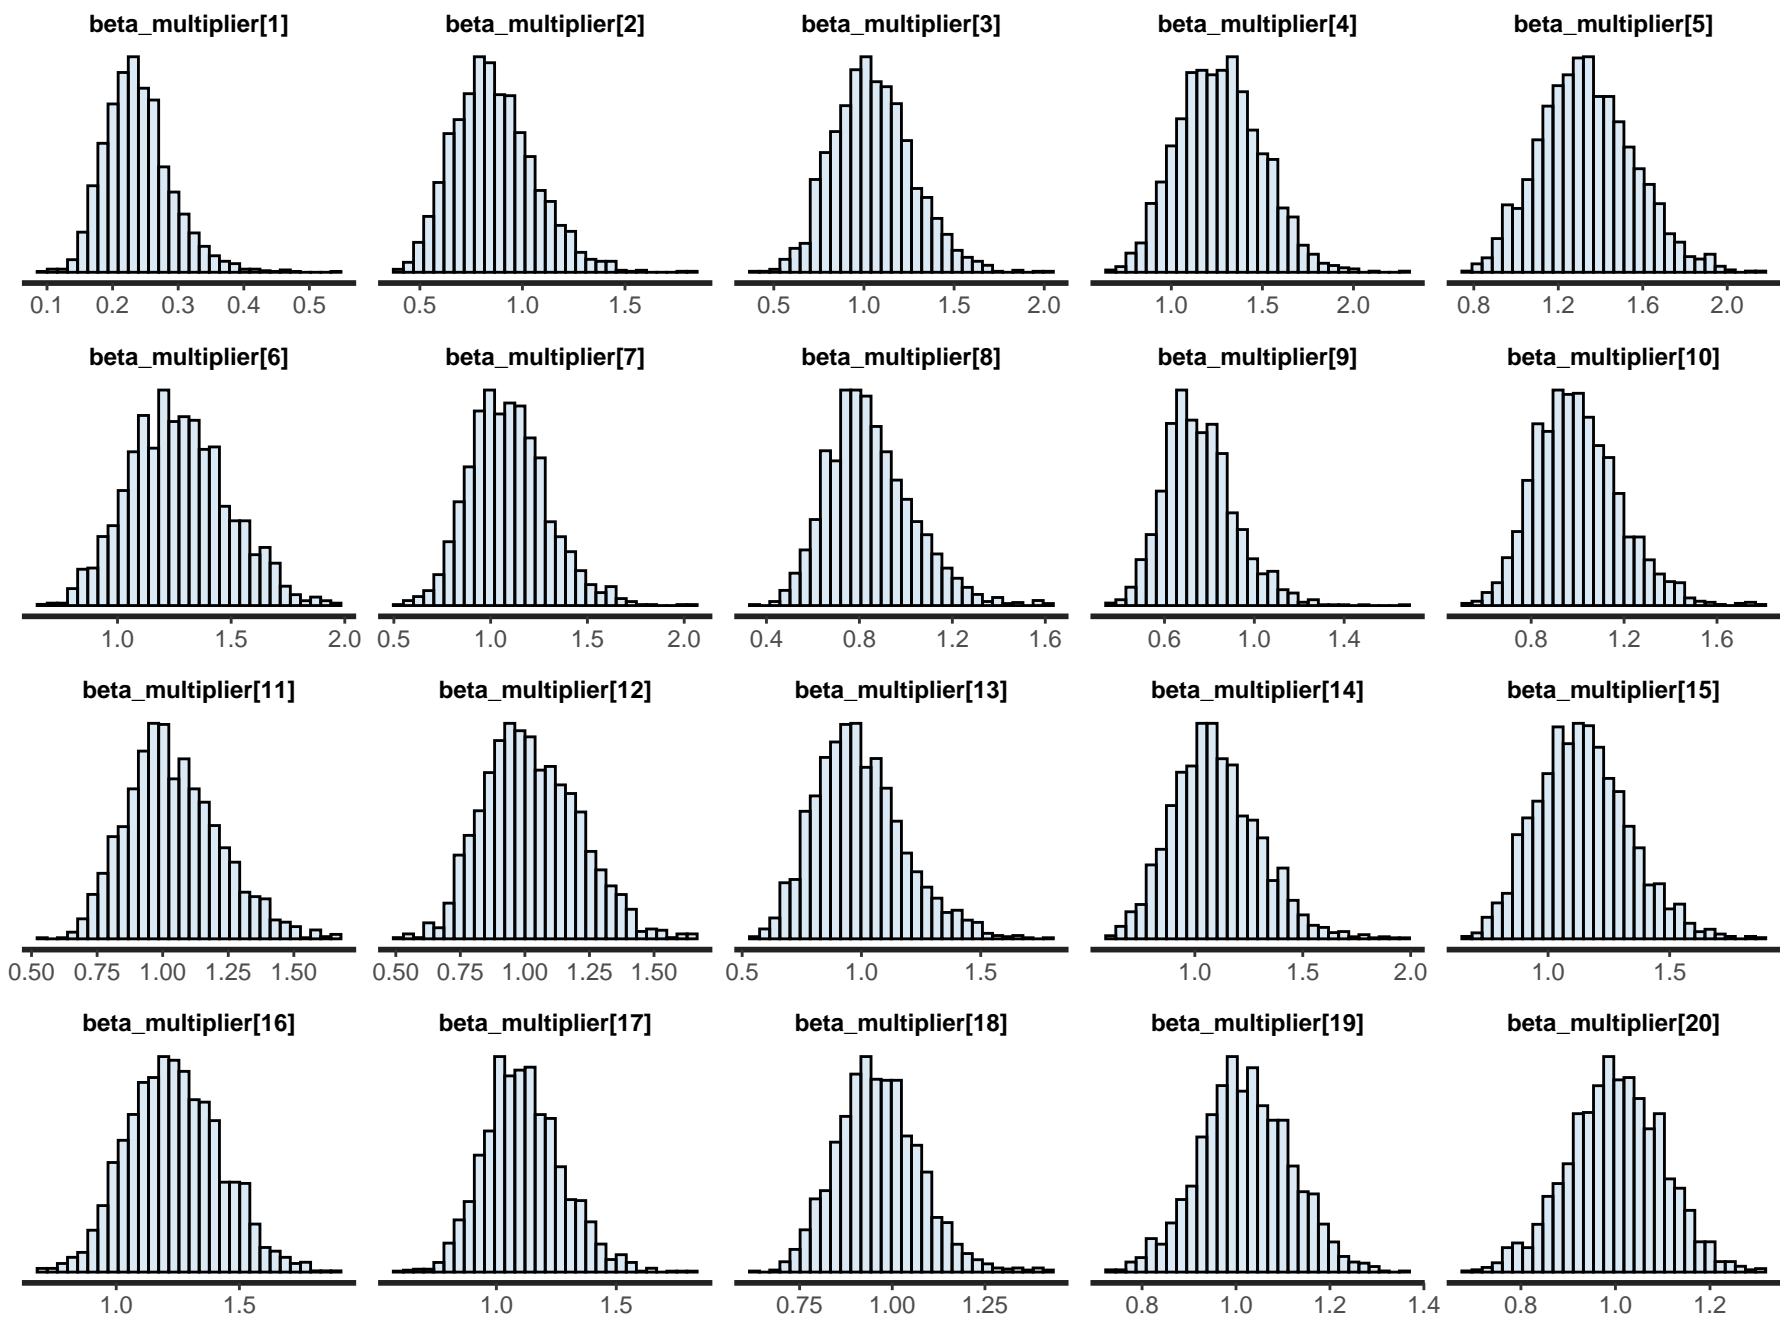 beta_multiplier[1] beta_multiplier[2] beta_multiplier[3] beta_multiplier[4] beta_multiplier[5]
0.1 0.2 0.3 0.4 0.5 0.5 1.0 1.5 0.5 1.0 1.5 2.0 1.0 1.5 2.0 0.8 1.2 1.6 2.0
beta_multiplier[6] beta_multiplier[7] beta_multiplier[8] beta_multiplier[9] beta_multiplier[10]
1.0 1.5 2.0 0.5 1.0 1.5 2.0 0.4 0.8 1.2 1.6 0.6 1.0 1.4 0.8 1.2 1.6
beta_multiplier[11] beta_multiplier[12] beta_multiplier[13] beta_multiplier[14] beta_multiplier[15]
0.50 0.75 1.00 1.25 1.50 0.50 0.75 1.00 1.25 1.50 0.5 1.0 1.5 1.0 1.5 2.0 1.0 1.5
beta_multiplier[16] beta_multiplier[17] beta_multiplier[18] beta_multiplier[19] beta_multiplier[20]
1.0 1.5 1.0 1.5 0.75 1.00 1.25 0.8 1.0 1.2 1.4 0.8 1.0 1.2